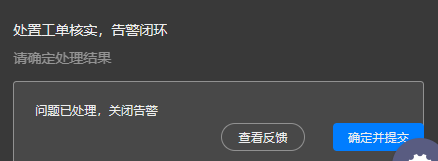 处置工单核实，告警闭环
请确定处理结果
问题已处理，关闭告警
查看反馈
确定并提交